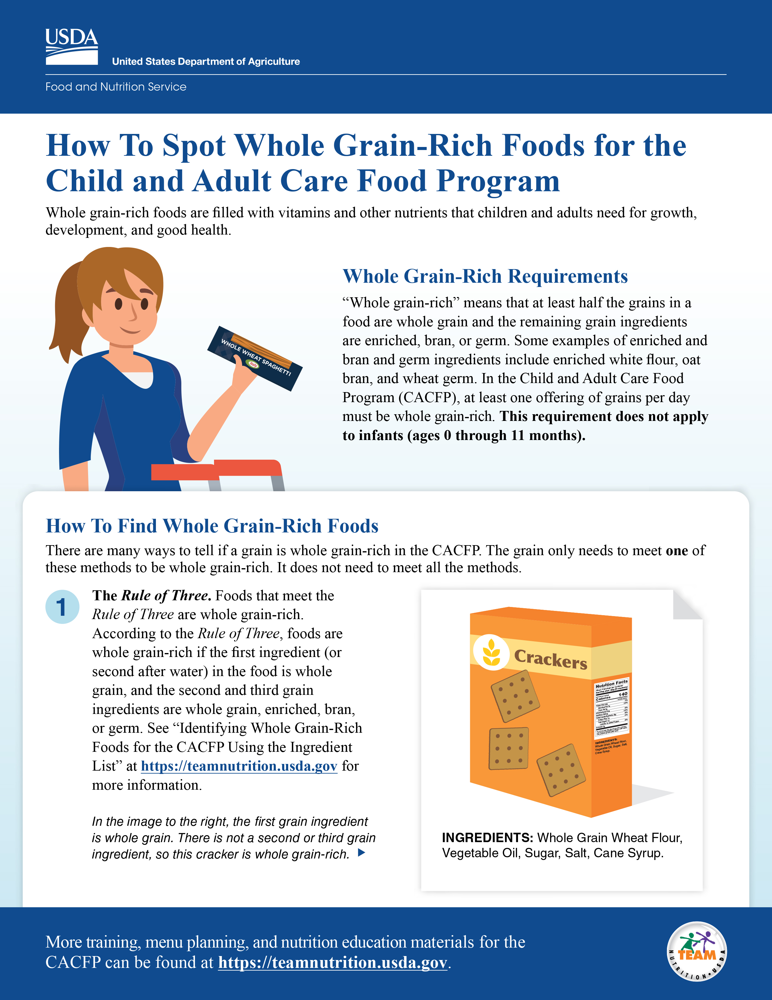 USDA
United States Department of Agriculture
Food and Nutrition Service
How To Spot Whole Grain-Rich Foods for the
Child and Adult Care Food Program
Whole grain-rich foods are filled with vitamins and other nutrients that children and adults need for growth,
development, and good health.
WHOLE WHEAT SPAGHETTI
Italy
Whole Grain-Rich Requirements
“Whole grain-rich” means that at least half the grains in a
food are whole grain and the remaining grain ingredients
are enriched, bran, or germ. Some examples of enriched and
bran and germ ingredients include enriched white flour, oat
bran, and wheat germ. In the Child and Adult Care Food
Program (CACFP), at least one offering of grains per day
must be whole grain-rich. This requirement does not apply
to infants (ages 0 through 11 months).
How To Find Whole Grain-Rich Foods
There are many ways to tell if a grain is whole grain-rich in the CACFP. The grain only needs to meet one of
these methods to be whole grain-rich. It does not need to meet all the methods.
1
The Rule of Three. Foods that meet the
Rule of Three are whole grain-rich.
According to the Rule of Three, foods are
whole grain-rich if the first ingredient (or
second after water) in the food is whole
grain, and the second and third grain
ingredients are whole grain, enriched, bran,
or germ. See “Identifying Whole Grain-Rich
Foods for the CACFP Using the Ingredient
List” at https://teamnutrition.usda.gov for
more information.
In the image to the right, the first grain ingredient
is whole grain. There is not a second or third grain
ingredient, so this cracker is whole grain-rich.
Crackers
Nutrition Facts
Calories 140
INGREDIENTS:
Whole Grain Wheat Flour,
Vegetable Oil, Sugar, Salt,
Cane Syrup.
INGREDIENTS: Whole Grain Wheat Flour,
Vegetable Oil, Sugar, Salt, Cane Syrup.
More training, menu planning, and nutrition education materials for the
CACFP can be found at https://teamnutrition.usda.gov.
TEAM
NUTRITION • USDA